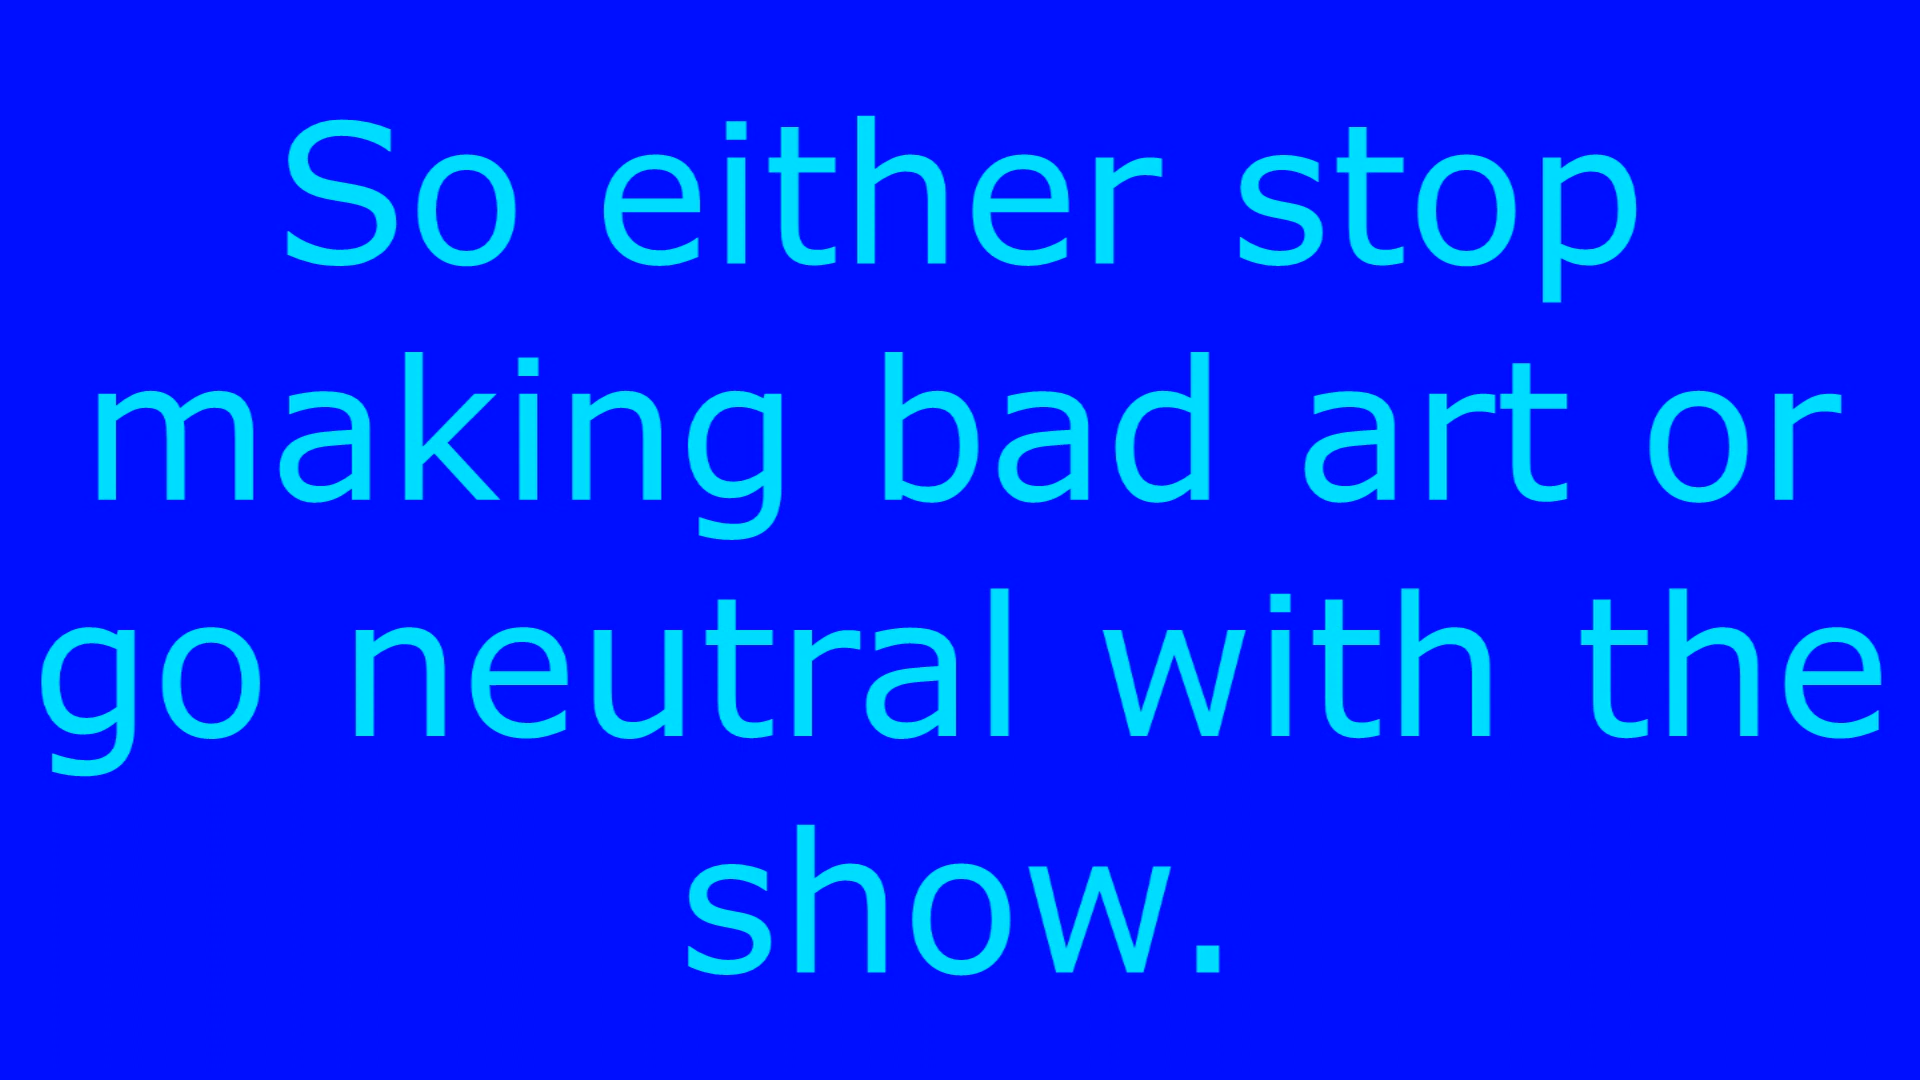 So either stop
making bad art or
go neutral with the
show.